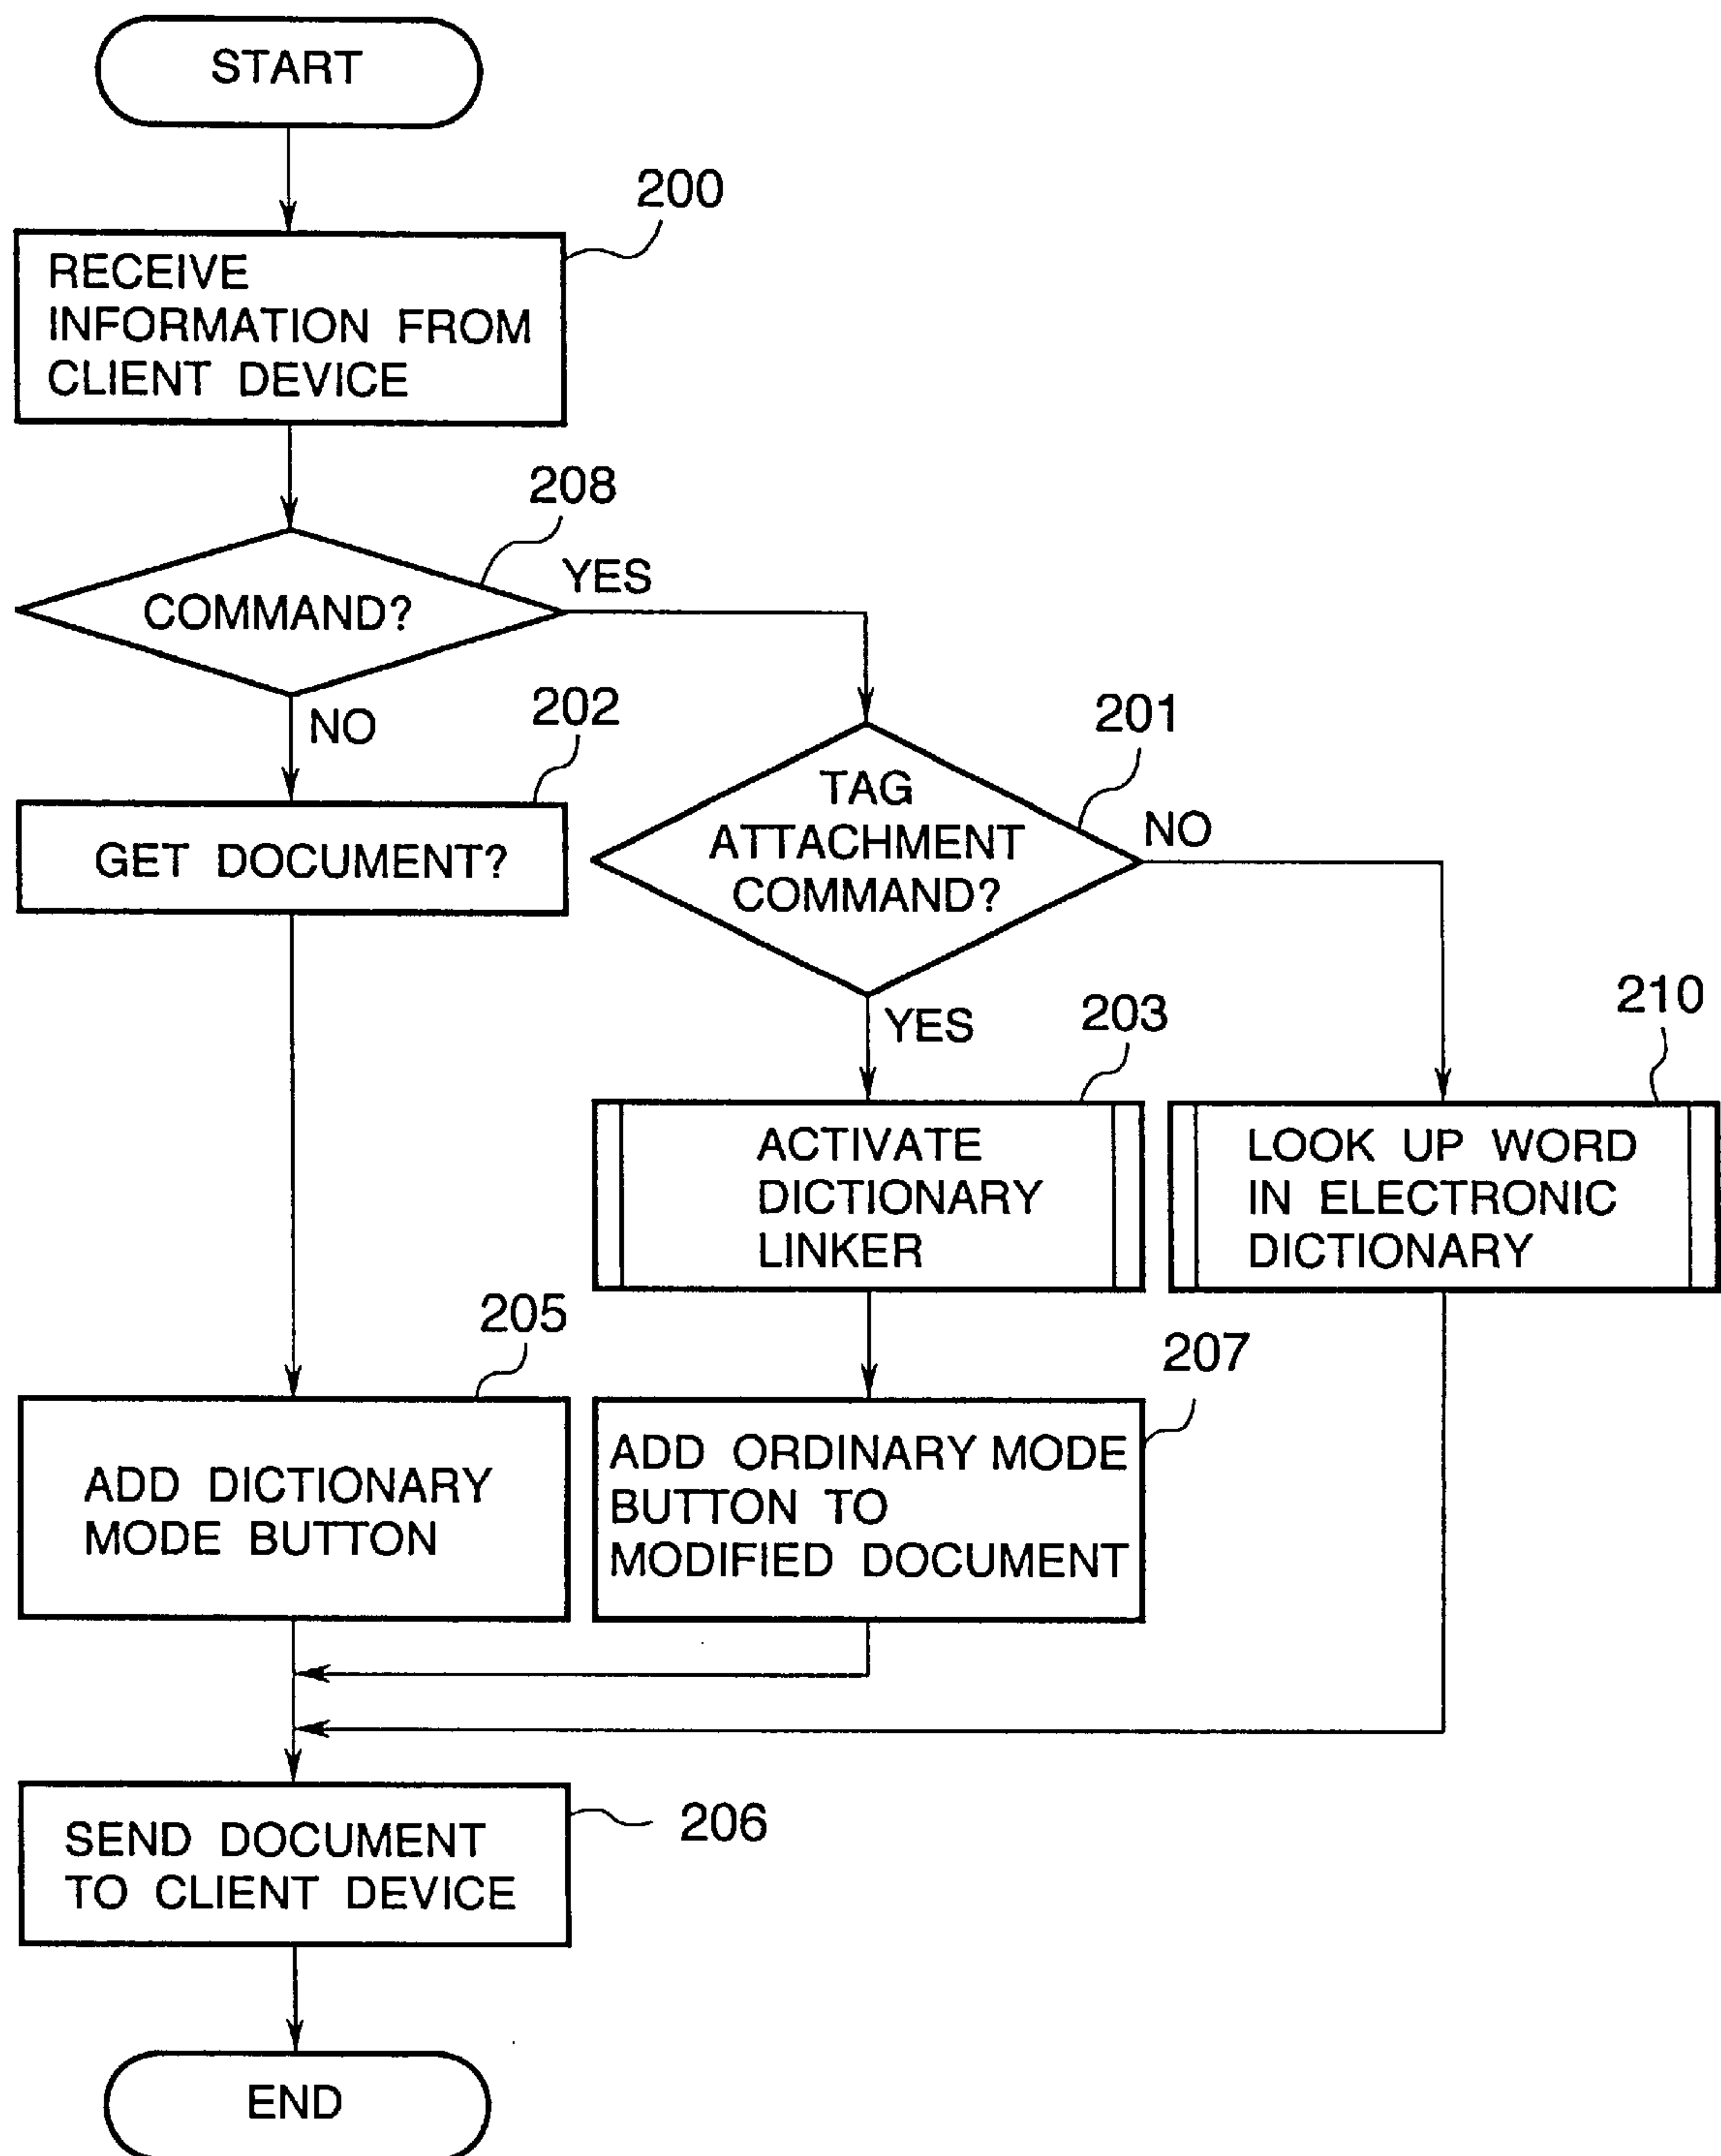 START
200
RECEIVE
INFORMATION FROM
CLIENT DEVICE
208
COMMAND?
YES
NO
202
GET DOCUMENT?
201
TAG
ATTACHMENT
COMMAND?
NO
YES
203
ACTIVATE
DICTIONARY
LINKER
210
LOOK UP WORD
IN ELECTRONIC
DICTIONARY
205
ADD DICTIONARY
MODE BUTTON
207
ADD ORDINARY MODE
BUTTON TO
MODIFIED DOCUMENT
206
SEND DOCUMENT
TO CLIENT DEVICE
END